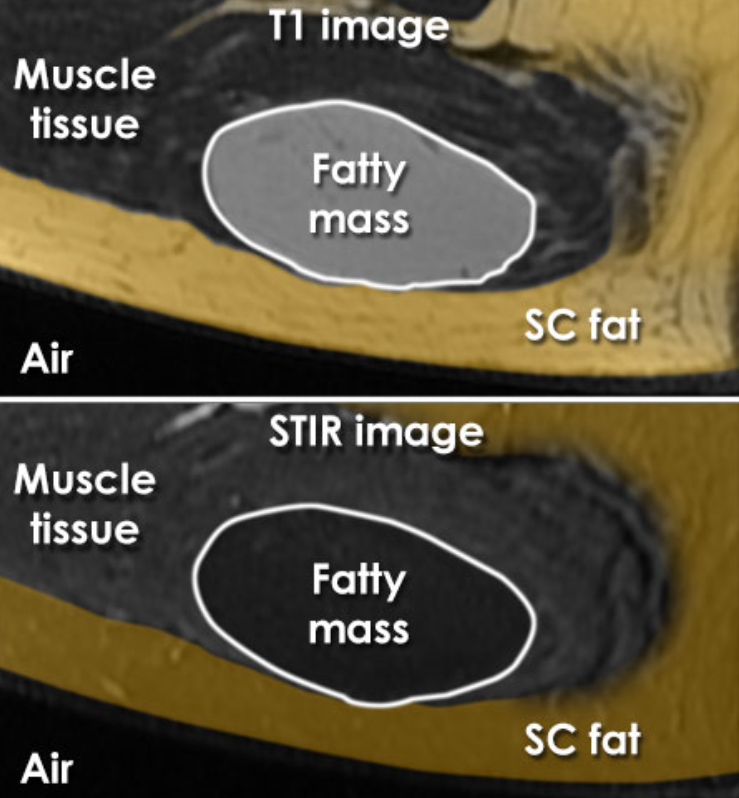 T1 image
Muscle
tissue
Fatty
mass
SC fat
Air
STIR image
Muscle
tissue
Fatty
mass
SC fat
Air